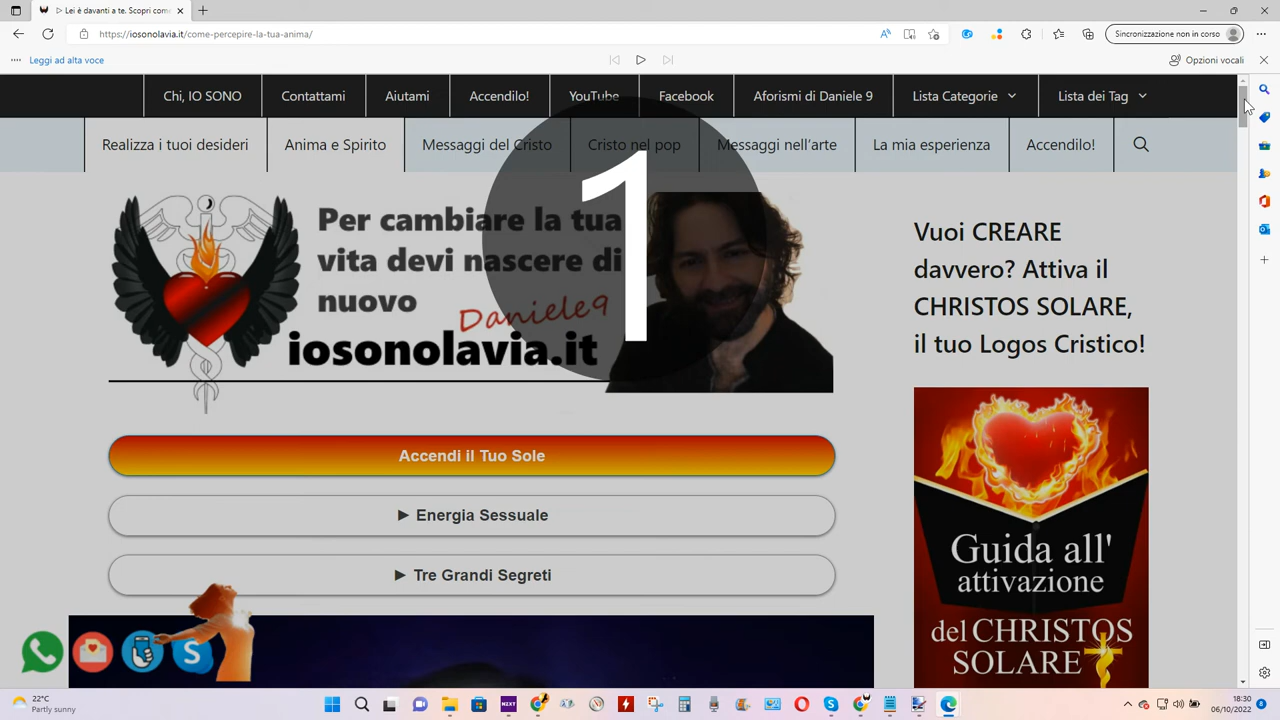 Lei è davanti a te. Scopri come
https://iosonolavia.it/come-percepire-la-tua-anima/
Sincronizzazione non in corso
Leggi ad alta voce
Opzioni vocali
Chi, IO SONO
Contattami
Aiutami
Accendilo!
YouTube
Facebook
Aforismi di Daniele 9
Lista Categorie
Lista dei Tag
Realizza i tuoi desideri
Anima e Spirito
Messaggi del Cristo
Cristo nel pop
Messaggi nell'arte
La mia esperienza
Accendilo!
1
Per cambiare la tua
vita devi nascere di
nuovo
Daniele9
iosonolavia.it
Vuoi CREARE
davvero? Attiva il
CHRISTOS SOLARE,
il tuo Logos Cristico!
Accendi il Tuo Sole
► Energia Sessuale
► Tre Grandi Segreti
Guida all'
attivazione
del CHRISTOS
SOLARE
22°C
Partly sunny
NEXT
18:30
06/10/2022